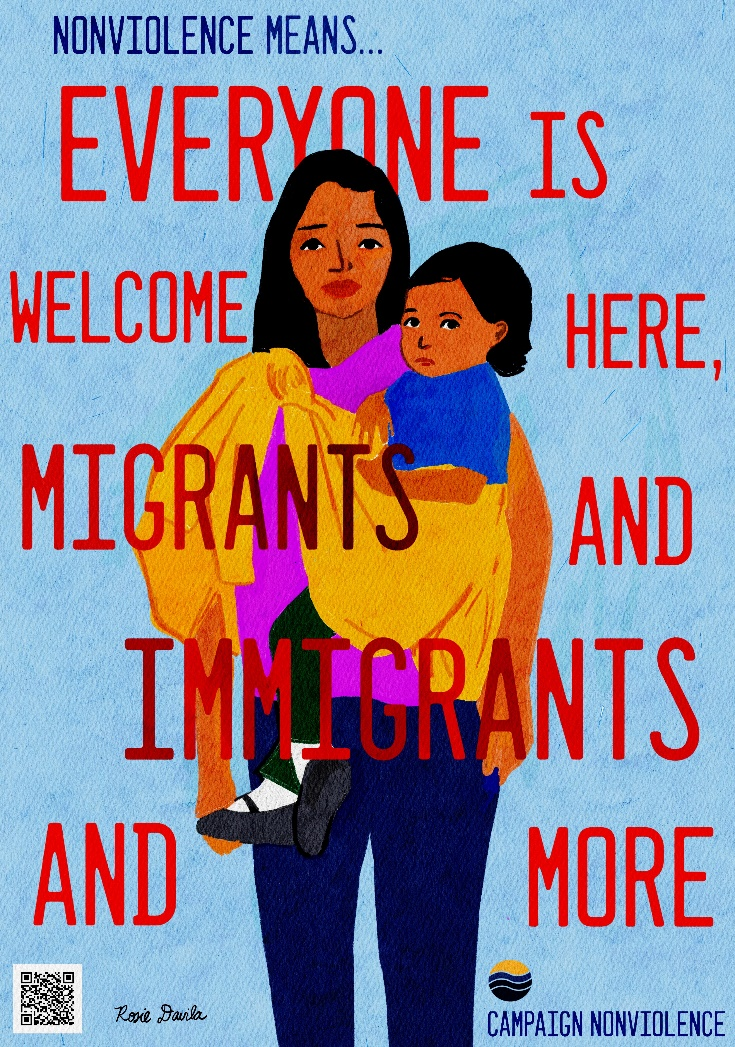 NONVIOLENCE MEANS...
EVERYONE IS
WELCOME HERE,
MIGRANTS AND
IMMIGRANTS
AND MORE
Rosie Davila
CAMPAIGN NONVIOLENCE